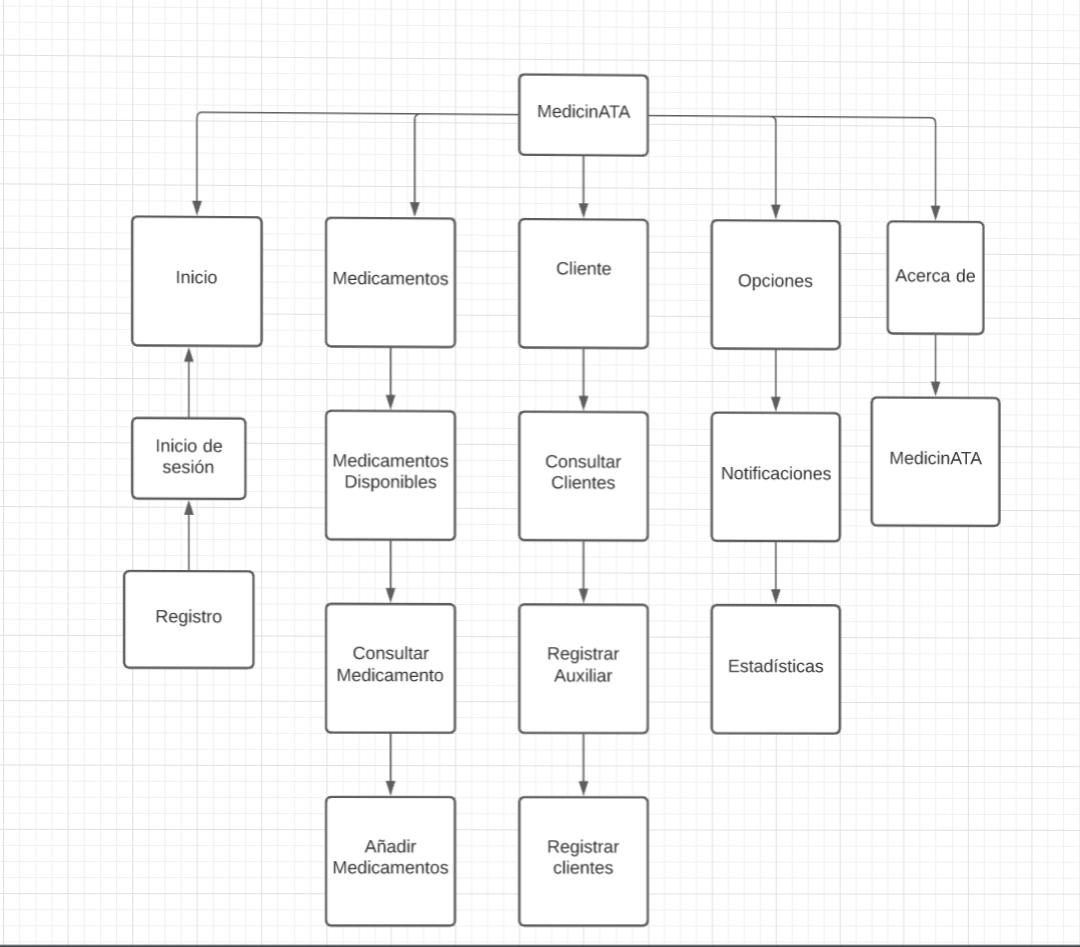 MedicinATA
Inicio
Medicamentos
Cliente
Opciones
Acerca de
Inicio de
sesión
Medicamentos
Disponibles
Consultar
Clientes
Notificaciones
MedicinATA
Registro
Consultar
Medicamento
Registrar
Auxiliar
Estadísticas
Añadir
Medicamentos
Registrar
clientes